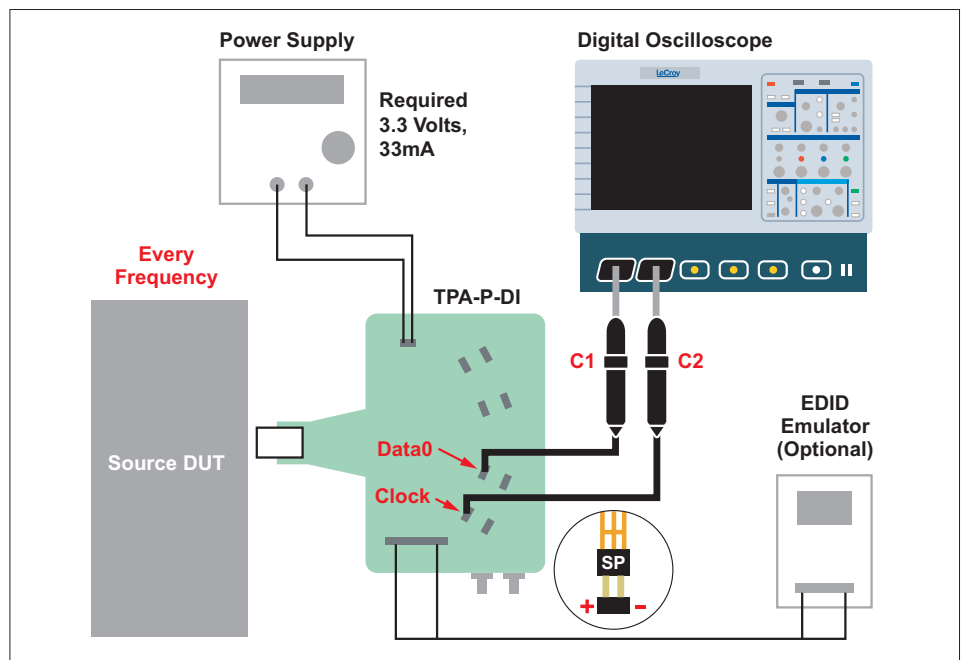 Power Supply
Digital Oscilloscope
LeCroy
Required
3.3 Volts,
33mA
Every
Frequency
TPA-P-DI
C1
C2
EDID
Emulator
(Optional)
Data0
Source DUT
Clock
SP
+ -